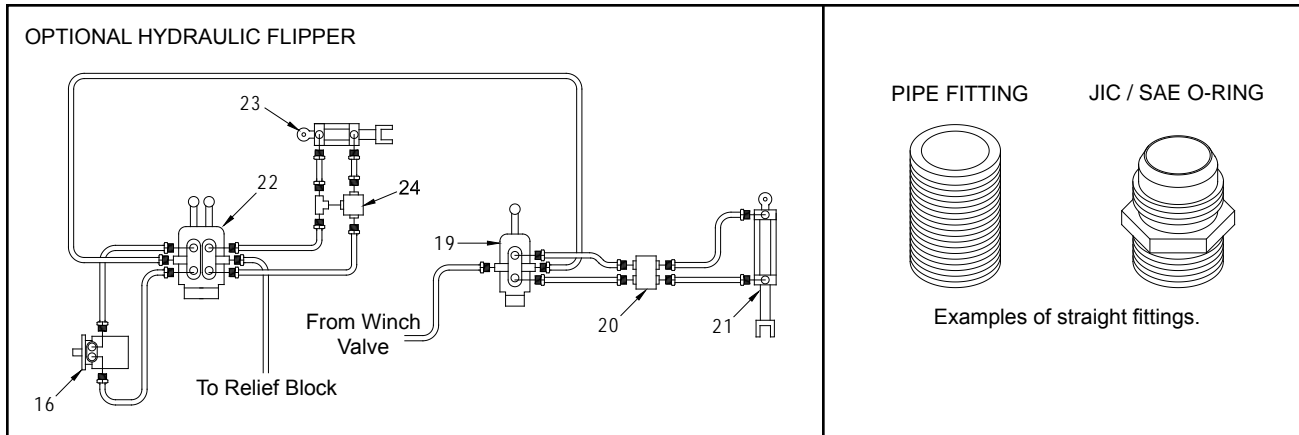 OPTIONAL HYDRAULIC FLIPPER
23
22
24
19
From Winch
Valve
20
21
16
To Relief Block
PIPE FITTING
JIC / SAE O-RING
Examples of straight fittings.